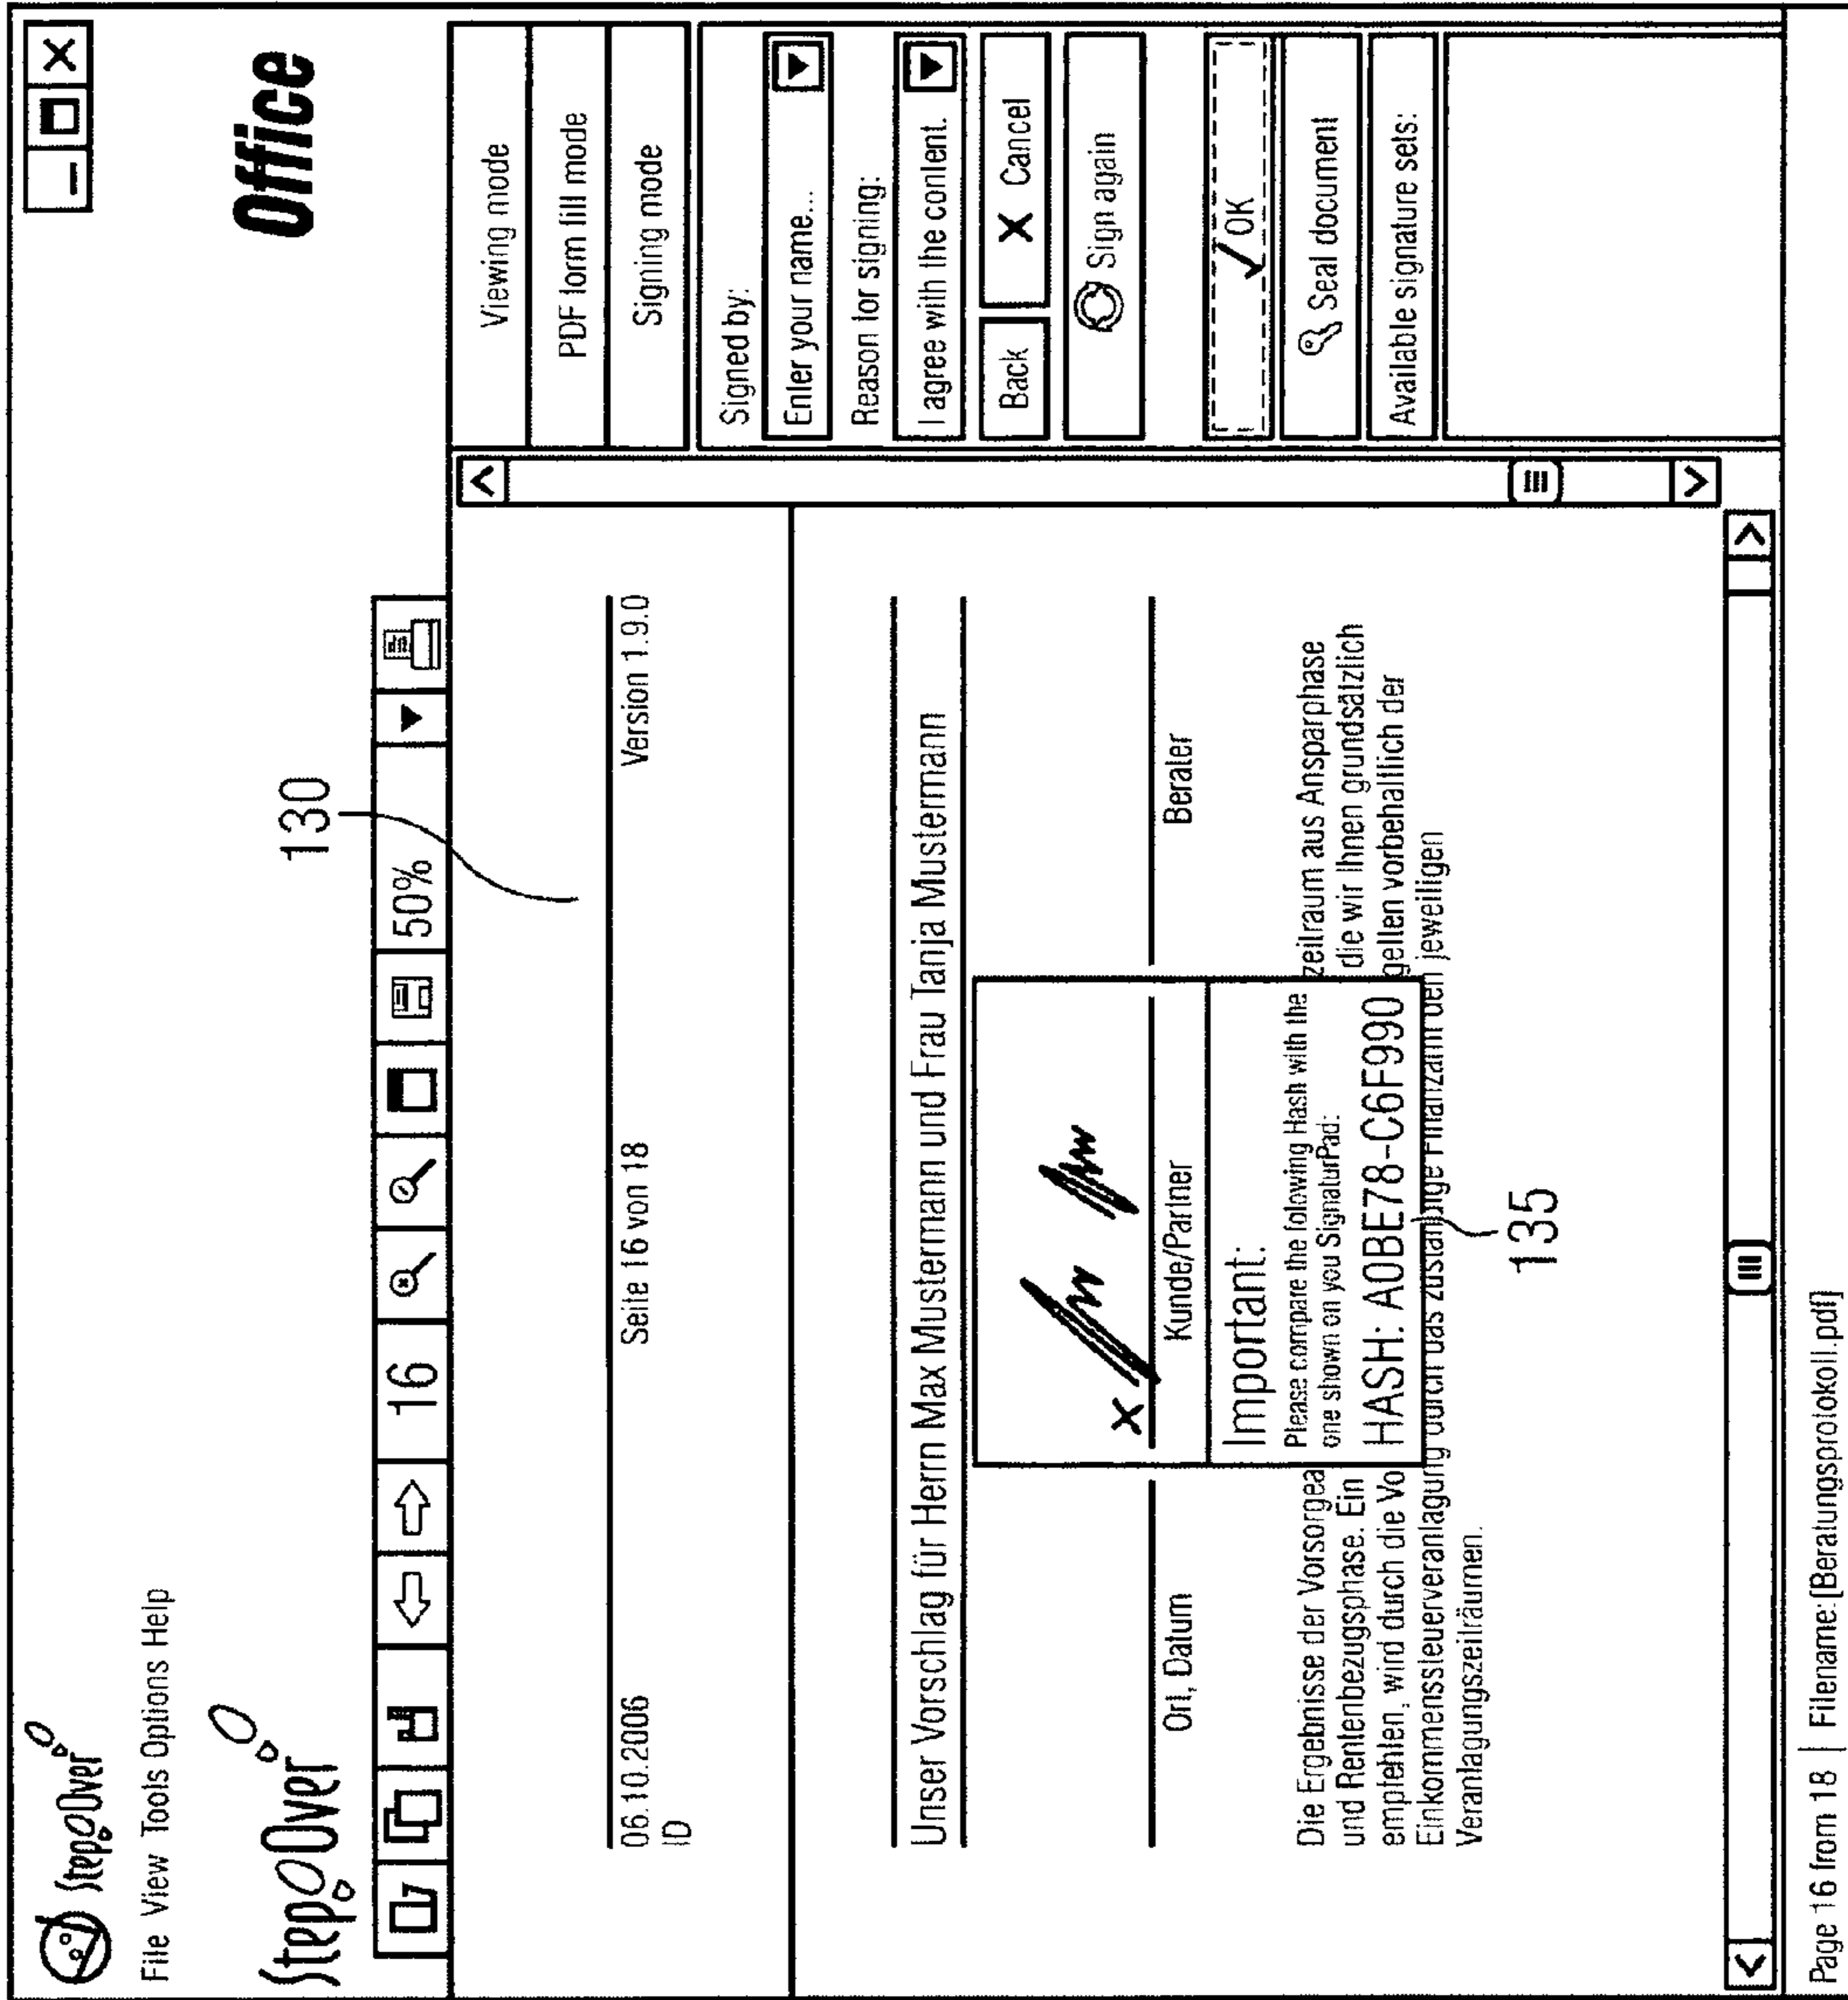 StepOver
File View Tools Options Help
StepOver
Office
16
50%
130
06.10.2006
Seite 16 von 18
Version 1.9.0
ID
Unser Vorschlag für Herrn Max Mustermann und Frau Tanja Mustermann
Ort, Datum
Kunde/Partner
Berater
X
Die Ergebnisse der Vorsorgea
zeitraum aus Ansparphase
und Rentenbezugsphase. Ein
die wir Ihnen grundsätzlich
empfehlen, wird durch die Vo
gelten vorbehaltlich der
Einkommenssteuerveranlagung durch das zuständige Finanzamt den jeweiligen
Veranlagungszeiträumen.
Important:
Please compare the folowing Hash with the
one shown on you SignaturPad:
HASH: A0BE78-C6F990
135
Viewing mode
PDF form fill mode
Signing mode
Signed by:
Enter your name...
Reason for signing:
I agree with the content.
Back
X Cancel
Sign again
OK
Seal document
Available signature sets:
Page 16 from 18 | Filename:[Beratungsprotokoll.pdf]